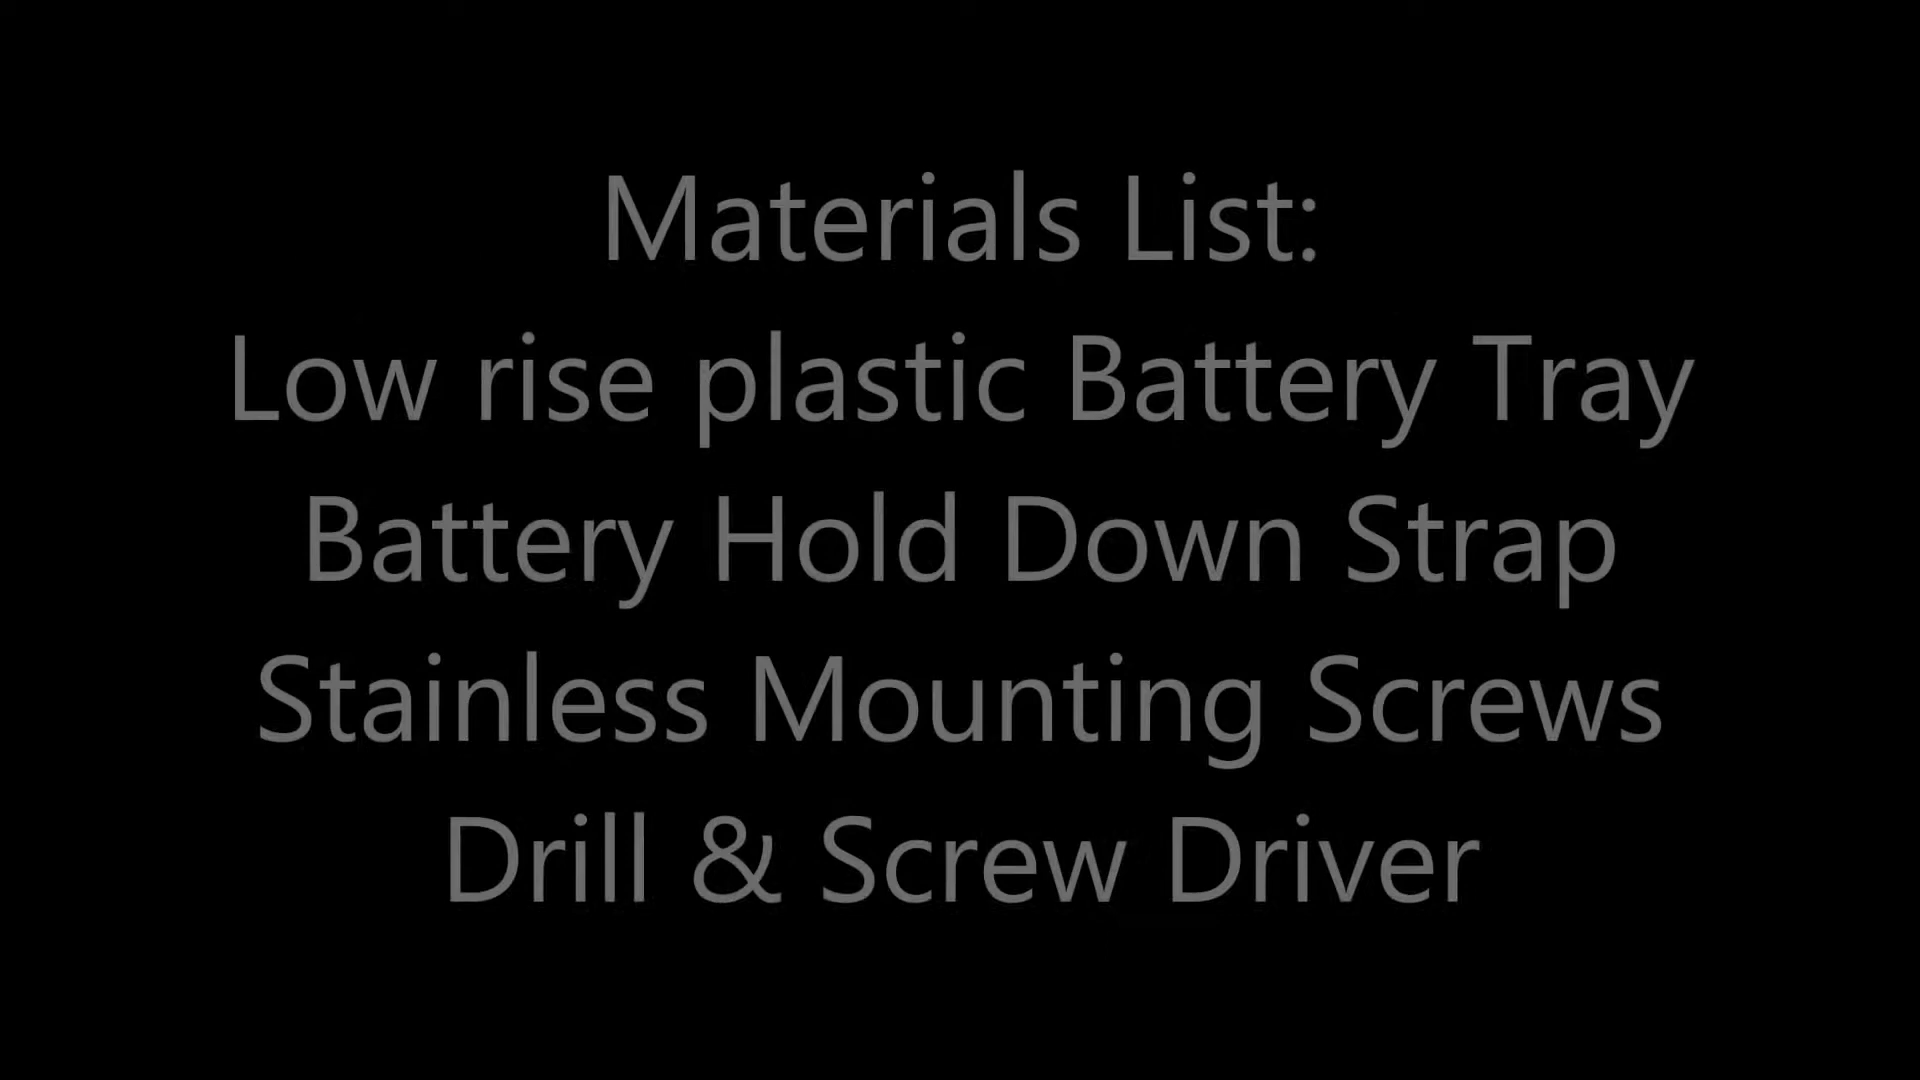 Materials List:
Low rise plastic Battery Tray
Battery Hold Down Strap
Stainless Mounting Screws
Drill & Screw Driver